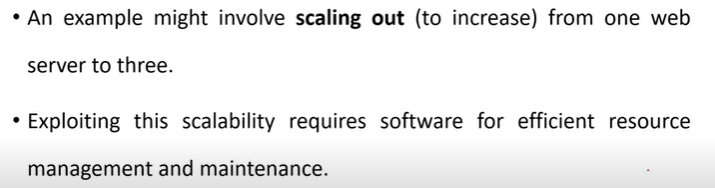 • An example might involve scaling out (to increase) from one web
server to three.
• Exploiting this scalability requires software for efficient resource
management and maintenance.